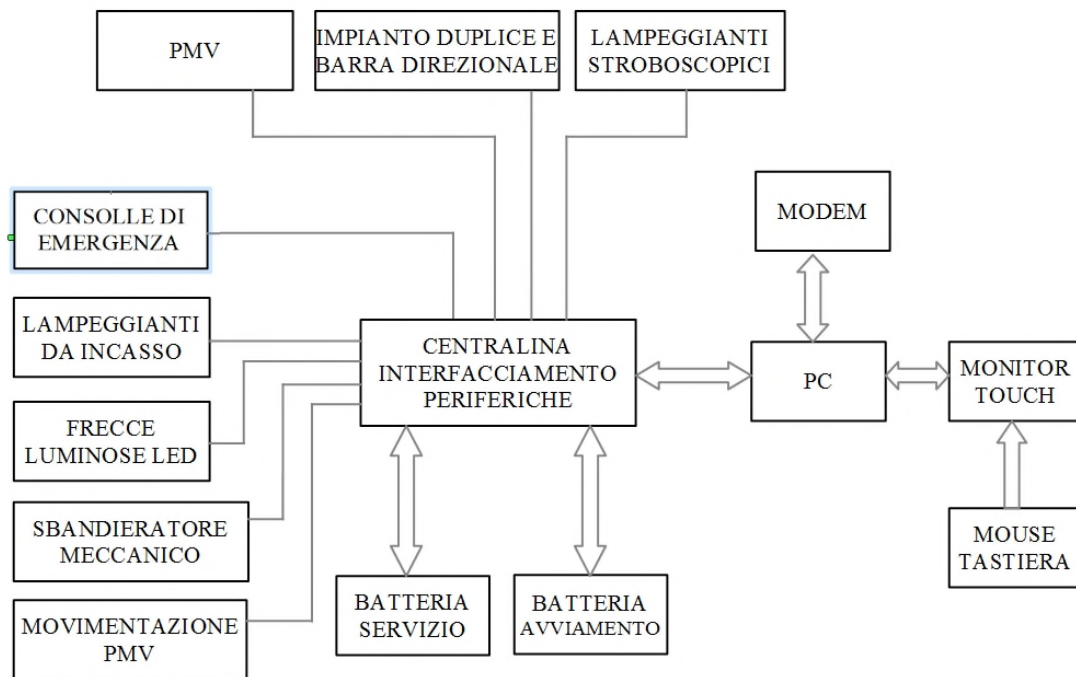 PMV
IMPIANTO DUPLICE E
BARRA DIREZIONALE
LAMPEGGIANTI
STROBOSCOPICI
CONSOLLE DI
EMERGENZA
MODEM
LAMPEGGIANTI
DA INCASSO
CENTRALINA
INTERFACCIAMENTO
PERIFERICHE
PC
MONITOR
TOUCH
FRECCE
LUMINOSE LED
SBANDIERATORE
MECCANICO
MOUSE
TASTIERA
BATTERIA
SERVIZIO
BATTERIA
AVVIAMENTO
MOVIMENTAZIONE
PMV